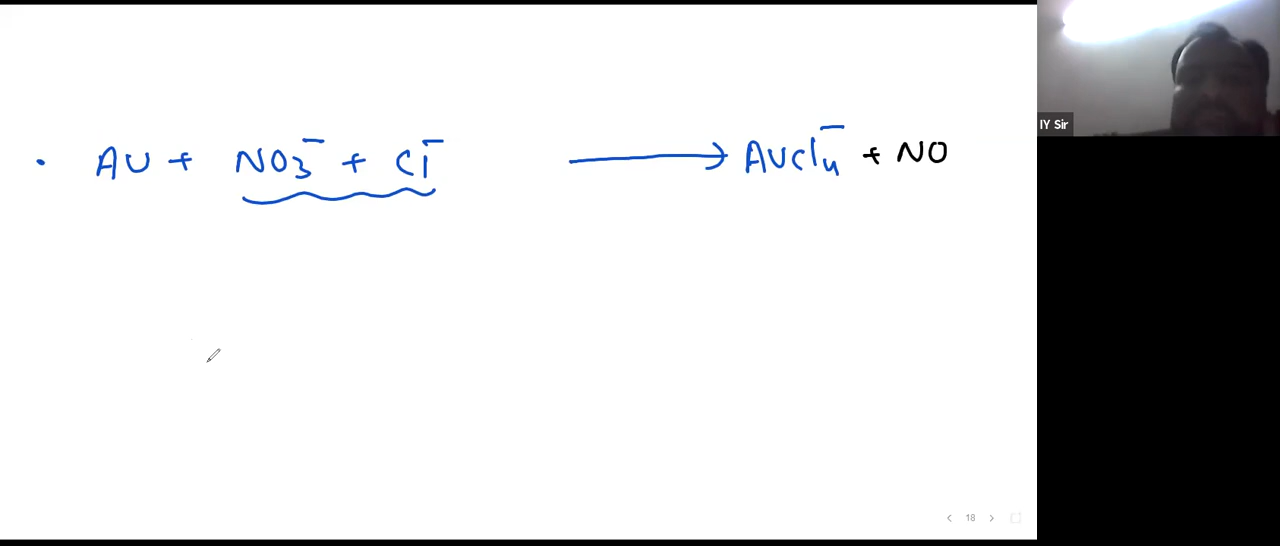 . AU + NO3⁻ + Cl⁻ ⟶ AUCl4⁻ + NO
IY Sir
< 18 >